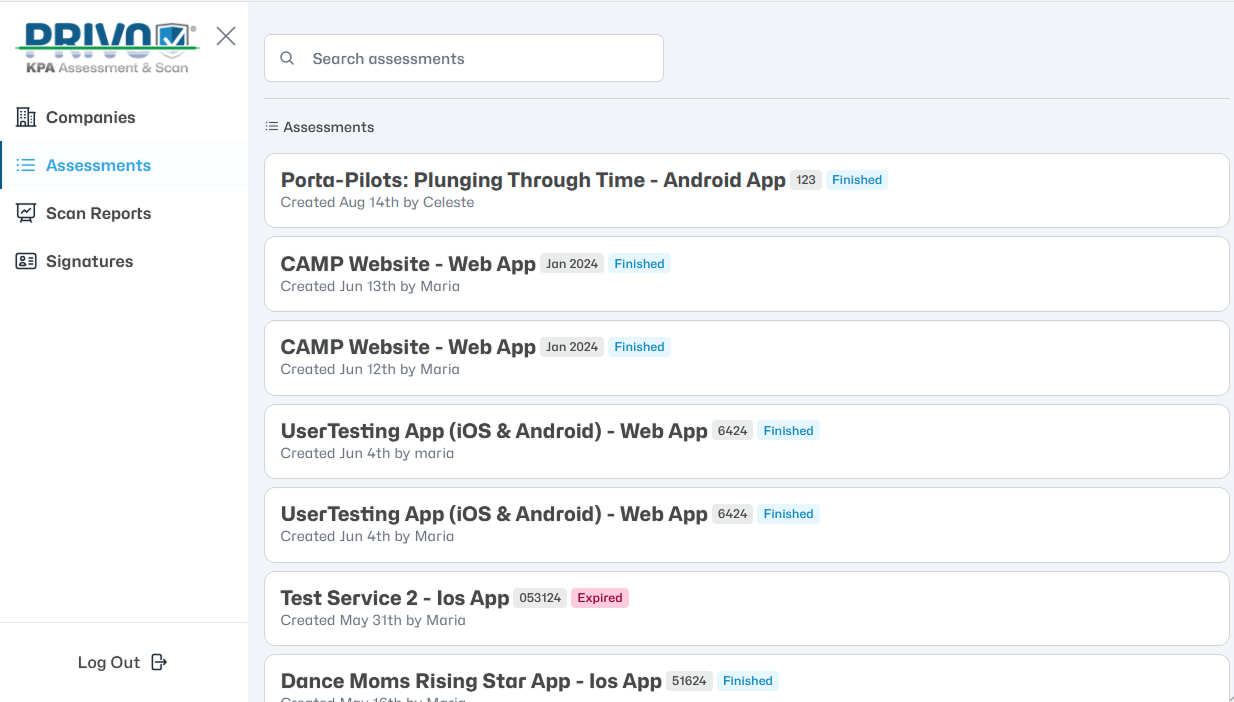 PRIVO
KPA Assessment & Scan
Companies
Assessments
Scan Reports
Signatures
Log Out
Search assessments
Assessments
Porta-Pilots: Plunging Through Time - Android App 123 Finished
Created Aug 14th by Celeste
CAMP Website - Web App Jan 2024 Finished
Created Jun 13th by Maria
CAMP Website - Web App Jan 2024 Finished
Created Jun 12th by Maria
UserTesting App (iOS & Android) - Web App 6424 Finished
Created Jun 4th by maria
UserTesting App (iOS & Android) - Web App 6424 Finished
Created Jun 4th by Maria
Test Service 2 - Ios App 053124 Expired
Created May 31th by Maria
Dance Moms Rising Star App - Ios App 51624 Finished
Created May 16th by Maria